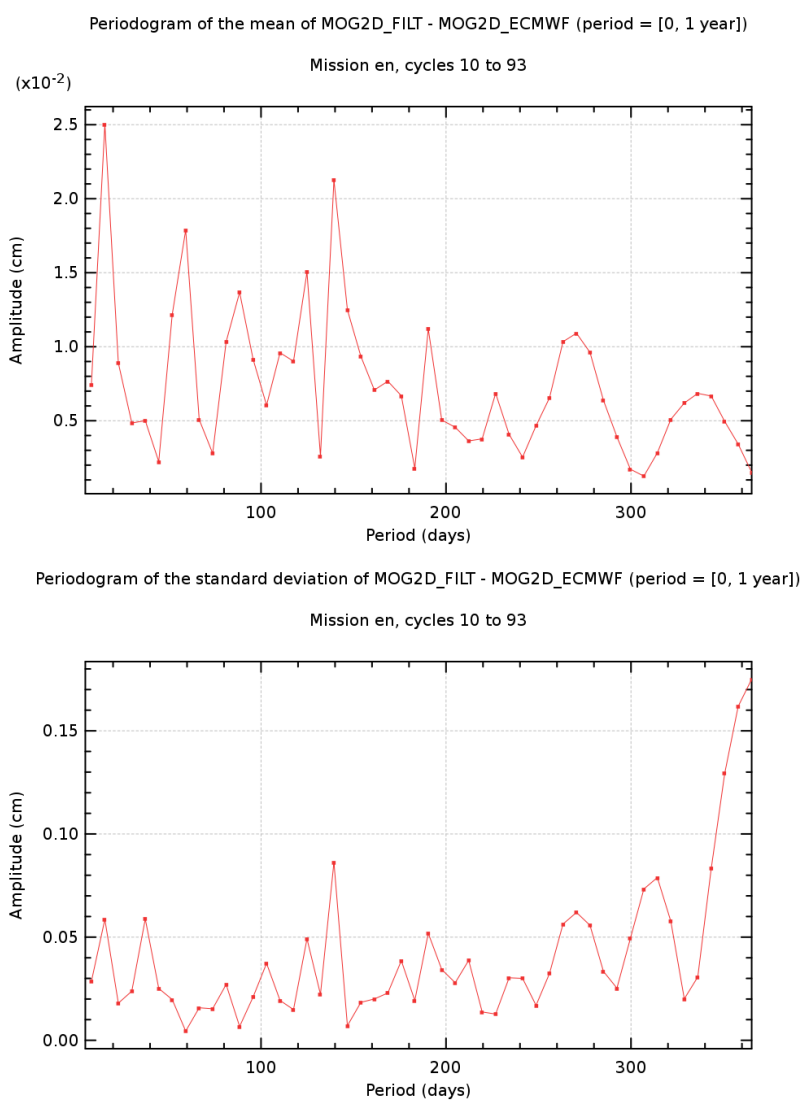 Periodogram of the mean of MOG2D_FILT - MOG2D_ECMWF (period = [0, 1 year])
Mission en, cycles 10 to 93
(x10⁻²)
2.5
2.0
1.5
1.0
0.5
Amplitude (cm)
100 200 300
Period (days)
Periodogram of the standard deviation of MOG2D_FILT - MOG2D_ECMWF (period = [0, 1 year])
Mission en, cycles 10 to 93
0.15
0.10
0.05
0.00
Amplitude (cm)
100 200 300
Period (days)